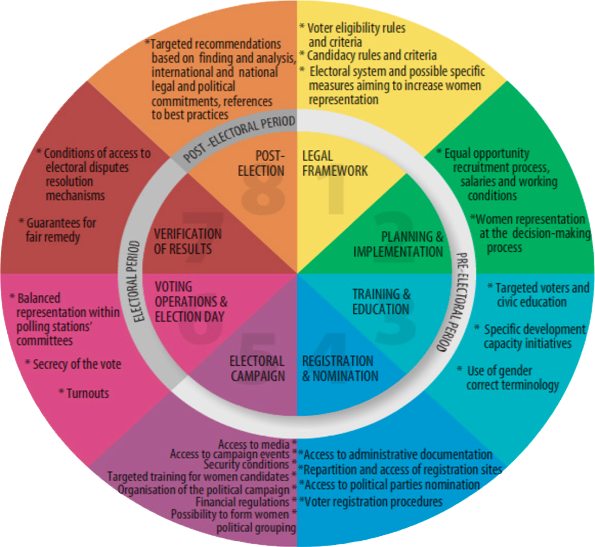 * Voter eligibility rules
and criteria
* Candidacy rules and criteria
* Electoral system and possible specific
measures aiming to increase women
representation
LEGAL
FRAMEWORK
1
* Equal opportunity
recruitment process,
salaries and working
conditions
*Women representation
at the decision-making
process
PLANNING &
IMPLEMENTATION
2
* Targeted voters and
civic education
* Specific development
capacity initiatives
* Use of gender
correct terminology
TRAINING &
EDUCATION
3
REGISTRATION
& NOMINATION
4
*Access to administrative documentation
*Repartition and access of registration sites
*Access to political parties nomination
*Voter registration procedures
ELECTORAL
CAMPAIGN
5
Access to media *
Access to campaign events *
Security conditions *
Targeted training for women candidates *
Organisation of the political campaign *
Financial regulations *
Possibility to form women *
political grouping
VOTING
OPERATIONS &
ELECTION DAY
6
* Balanced
representation within
polling stations’
committees
* Secrecy of the vote
* Turnouts
VERIFICATION
OF RESULTS
7
* Conditions of access to
electoral disputes
resolution
mechanisms
* Guarantees for
fair remedy
POST-
ELECTION
8
*Targeted recommendations
based on finding and analysis,
international and national
legal and political
commitments, references
to best practices
POST -ELECTORAL PERIOD
PRE-ELECTORAL PERIOD
ELECTORAL PERIOD